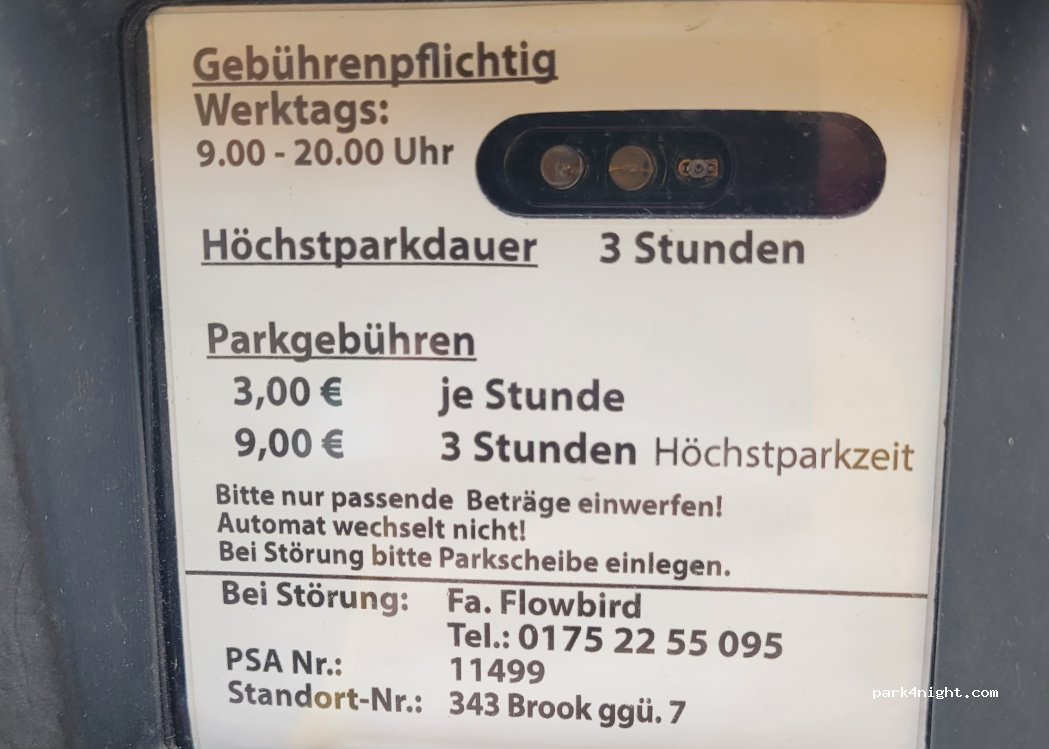 Gebührenpflichtig
Werktags:
9.00 - 20.00 Uhr
Höchstparkdauer 3 Stunden
Parkgebühren
3,00 € je Stunde
9,00 € 3 Stunden Höchstparkzeit
Bitte nur passende Beträge einwerfen!
Automat wechselt nicht!
Bei Störung bitte Parkscheibe einlegen.
Bei Störung: Fa. Flowbird
Tel.: 0175 22 55 095
PSA Nr.: 11499
Standort-Nr.: 343 Brook ggü. 7
park4night.com